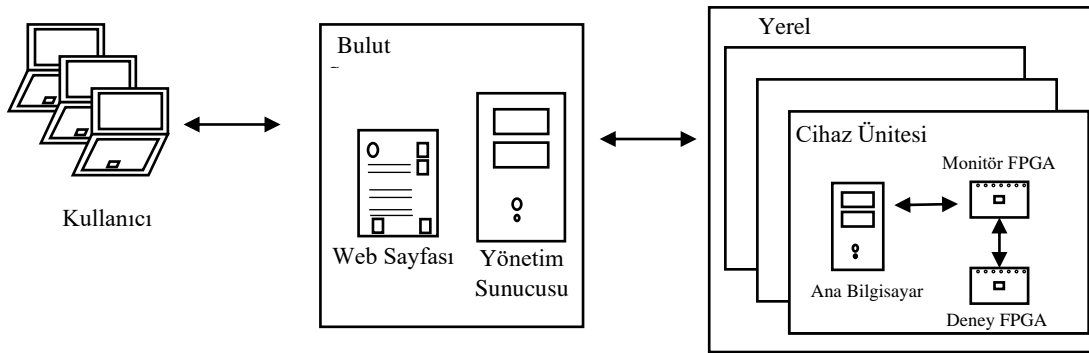 Kullanıcı
Bulut
Web Sayfası
Yönetim
Sunucusu
Yerel
Cihaz Ünitesi
Monitör FPGA
Ana Bilgisayar
Deney FPGA